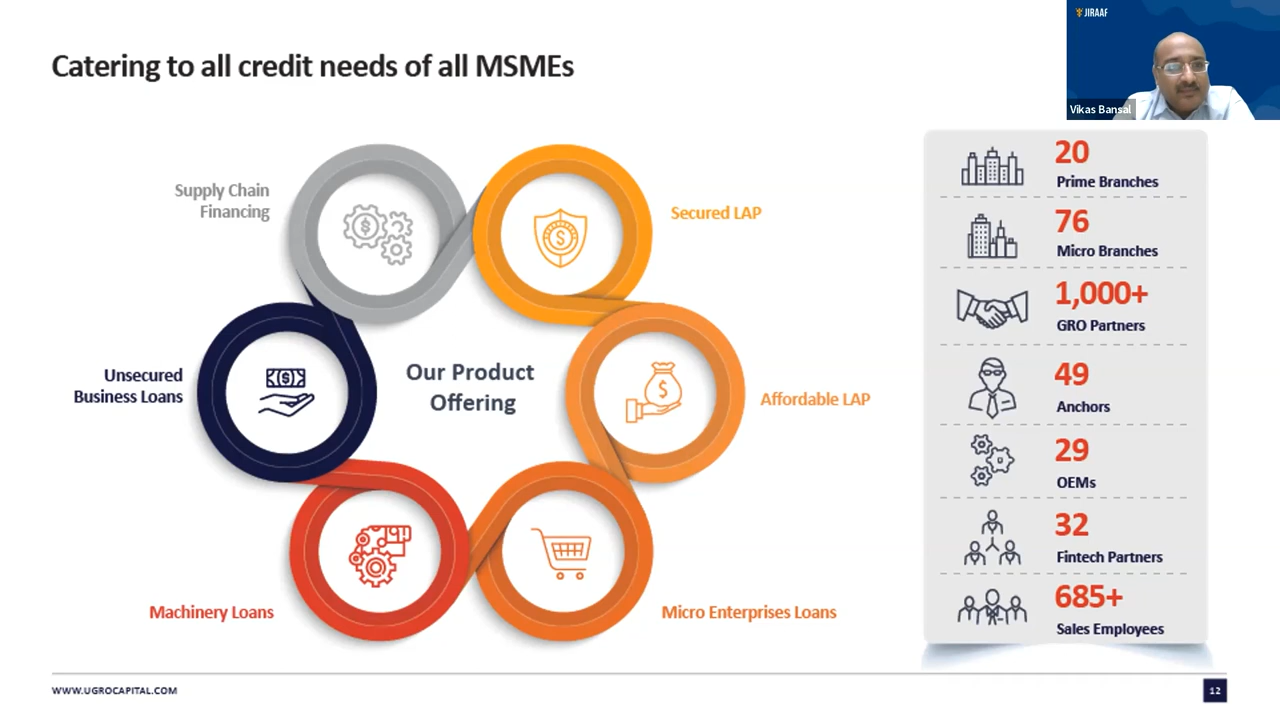 JIRAAF
Vikas Bansal
Catering to all credit needs of all MSMEs
Supply Chain
Financing
Secured LAP
Unsecured
Business Loans
Our Product
Offering
Affordable LAP
Machinery Loans
Micro Enterprises Loans
20
Prime Branches
76
Micro Branches
1,000+
GRO Partners
49
Anchors
29
OEMs
32
Fintech Partners
685+
Sales Employees
WWW.UGROCAPITAL.COM
12